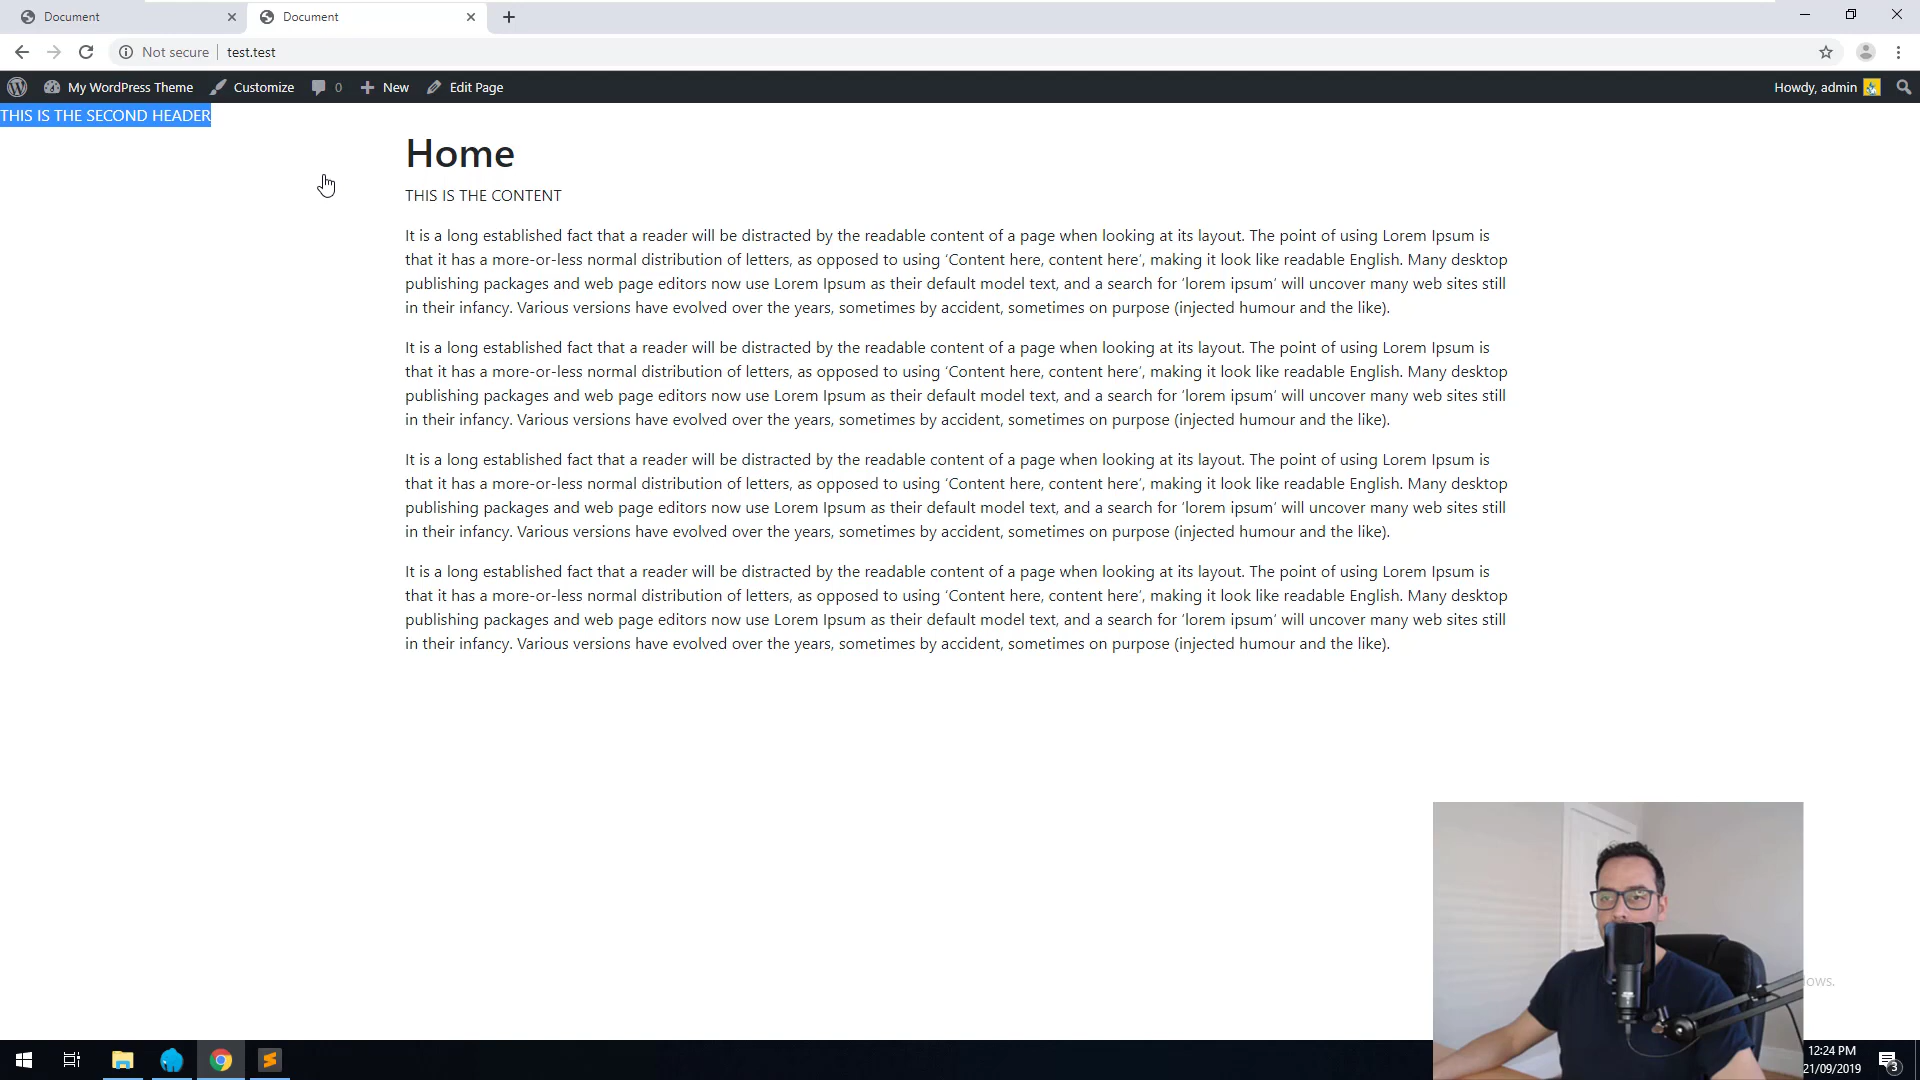 Document
Document
Not secure
test.test
My WordPress Theme
Customize
0
New
Edit Page
Howdy, admin
THIS IS THE SECOND HEADER
Home
THIS IS THE CONTENT
It is a long established fact that a reader will be distracted by the readable content of a page when looking at its layout. The point of using Lorem Ipsum is
that it has a more-or-less normal distribution of letters, as opposed to using ‘Content here, content here’, making it look like readable English. Many desktop
publishing packages and web page editors now use Lorem Ipsum as their default model text, and a search for ‘lorem ipsum’ will uncover many web sites still
in their infancy. Various versions have evolved over the years, sometimes by accident, sometimes on purpose (injected humour and the like).
It is a long established fact that a reader will be distracted by the readable content of a page when looking at its layout. The point of using Lorem Ipsum is
that it has a more-or-less normal distribution of letters, as opposed to using ‘Content here, content here’, making it look like readable English. Many desktop
publishing packages and web page editors now use Lorem Ipsum as their default model text, and a search for ‘lorem ipsum’ will uncover many web sites still
in their infancy. Various versions have evolved over the years, sometimes by accident, sometimes on purpose (injected humour and the like).
It is a long established fact that a reader will be distracted by the readable content of a page when looking at its layout. The point of using Lorem Ipsum is
that it has a more-or-less normal distribution of letters, as opposed to using ‘Content here, content here’, making it look like readable English. Many desktop
publishing packages and web page editors now use Lorem Ipsum as their default model text, and a search for ‘lorem ipsum’ will uncover many web sites still
in their infancy. Various versions have evolved over the years, sometimes by accident, sometimes on purpose (injected humour and the like).
It is a long established fact that a reader will be distracted by the readable content of a page when looking at its layout. The point of using Lorem Ipsum is
that it has a more-or-less normal distribution of letters, as opposed to using ‘Content here, content here’, making it look like readable English. Many desktop
publishing packages and web page editors now use Lorem Ipsum as their default model text, and a search for ‘lorem ipsum’ will uncover many web sites still
in their infancy. Various versions have evolved over the years, sometimes by accident, sometimes on purpose (injected humour and the like).
ows.
12:24 PM
21/09/2019
3